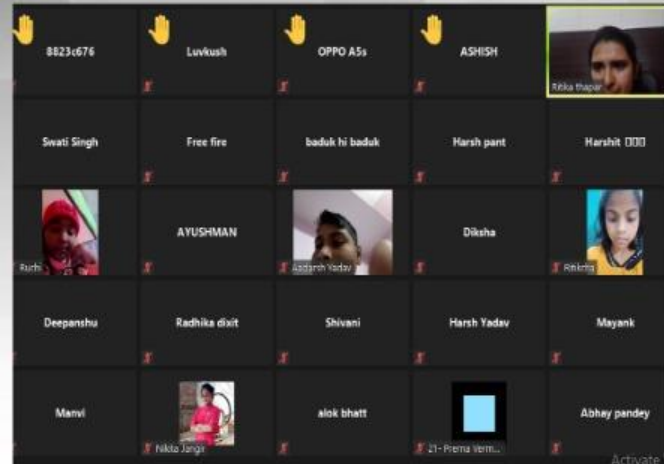 8823c676
Luvkush
OPPO A5s
ASHISH
Ritika thapar
Swati Singh
Free fire
baduk hi baduk
Harsh pant
Harshit
Ruchi
AYUSHMAN
Aadarsh Yadav
Diksha
Ritikcha
Deepanshu
Radhika dixit
Shivani
Harsh Yadav
Mayank
Manvi
Nikita Jangir
alok bhatt
21- Prerna Verm...
Abhay pandey
Activate